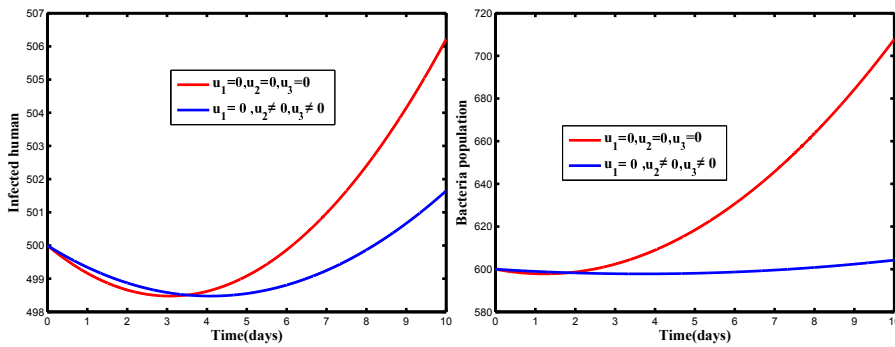 507
506
505
504
503
502
501
500
499
498
Infected human
u1=0,u2=0,u3=0
u1= 0 ,u2≠ 0,u3≠ 0
0 1 2 3 4 5 6 7 8 9 10
Time(days)
720
700
680
660
640
620
600
580
Bacteria population
u1=0,u2=0,u3=0
u1= 0 ,u2≠ 0,u3≠ 0
0 1 2 3 4 5 6 7 8 9 10
Time(days)